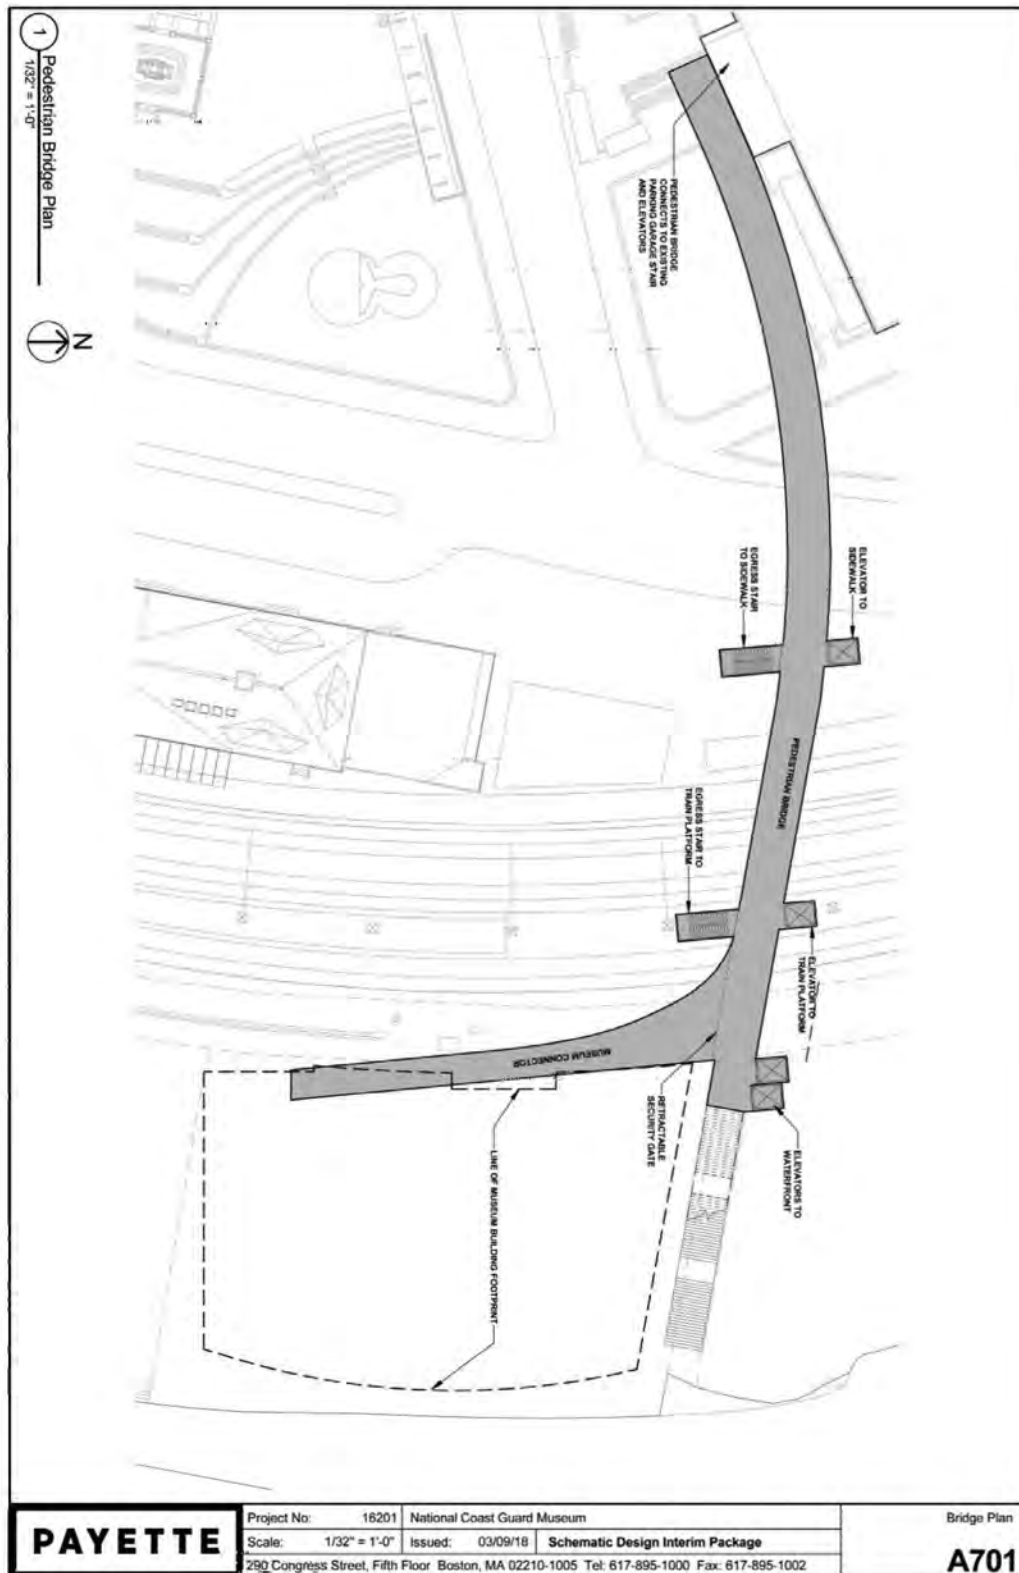 1
Pedestrian Bridge Plan
1/32" = 1'-0"
N
PEDESTRIAN BRIDGE
CONNECTS TO EXISTING
PARKING GARAGE STAIR
AND ELEVATORS
ELEVATOR TO
SIDEWALK
EGRESS STAIR
TO SIDEWALK
PEDESTRIAN BRIDGE
EGRESS STAIR TO
TRAIN PLATFORM
ELEVATOR TO
TRAIN PLATFORM
MUSEUM CONNECTOR
RETRACTABLE
SECURITY GATE
ELEVATORS TO
WATERFRONT
LINE OF MUSEUM BUILDING FOOTPRINT
PAYETTE
Project No: 16201 National Coast Guard Museum
Scale: 1/32" = 1'-0" Issued: 03/09/18 Schematic Design Interim Package
290 Congress Street, Fifth Floor Boston, MA 02210-1005 Tel: 617-895-1000 Fax: 617-895-1002
Bridge Plan
A701